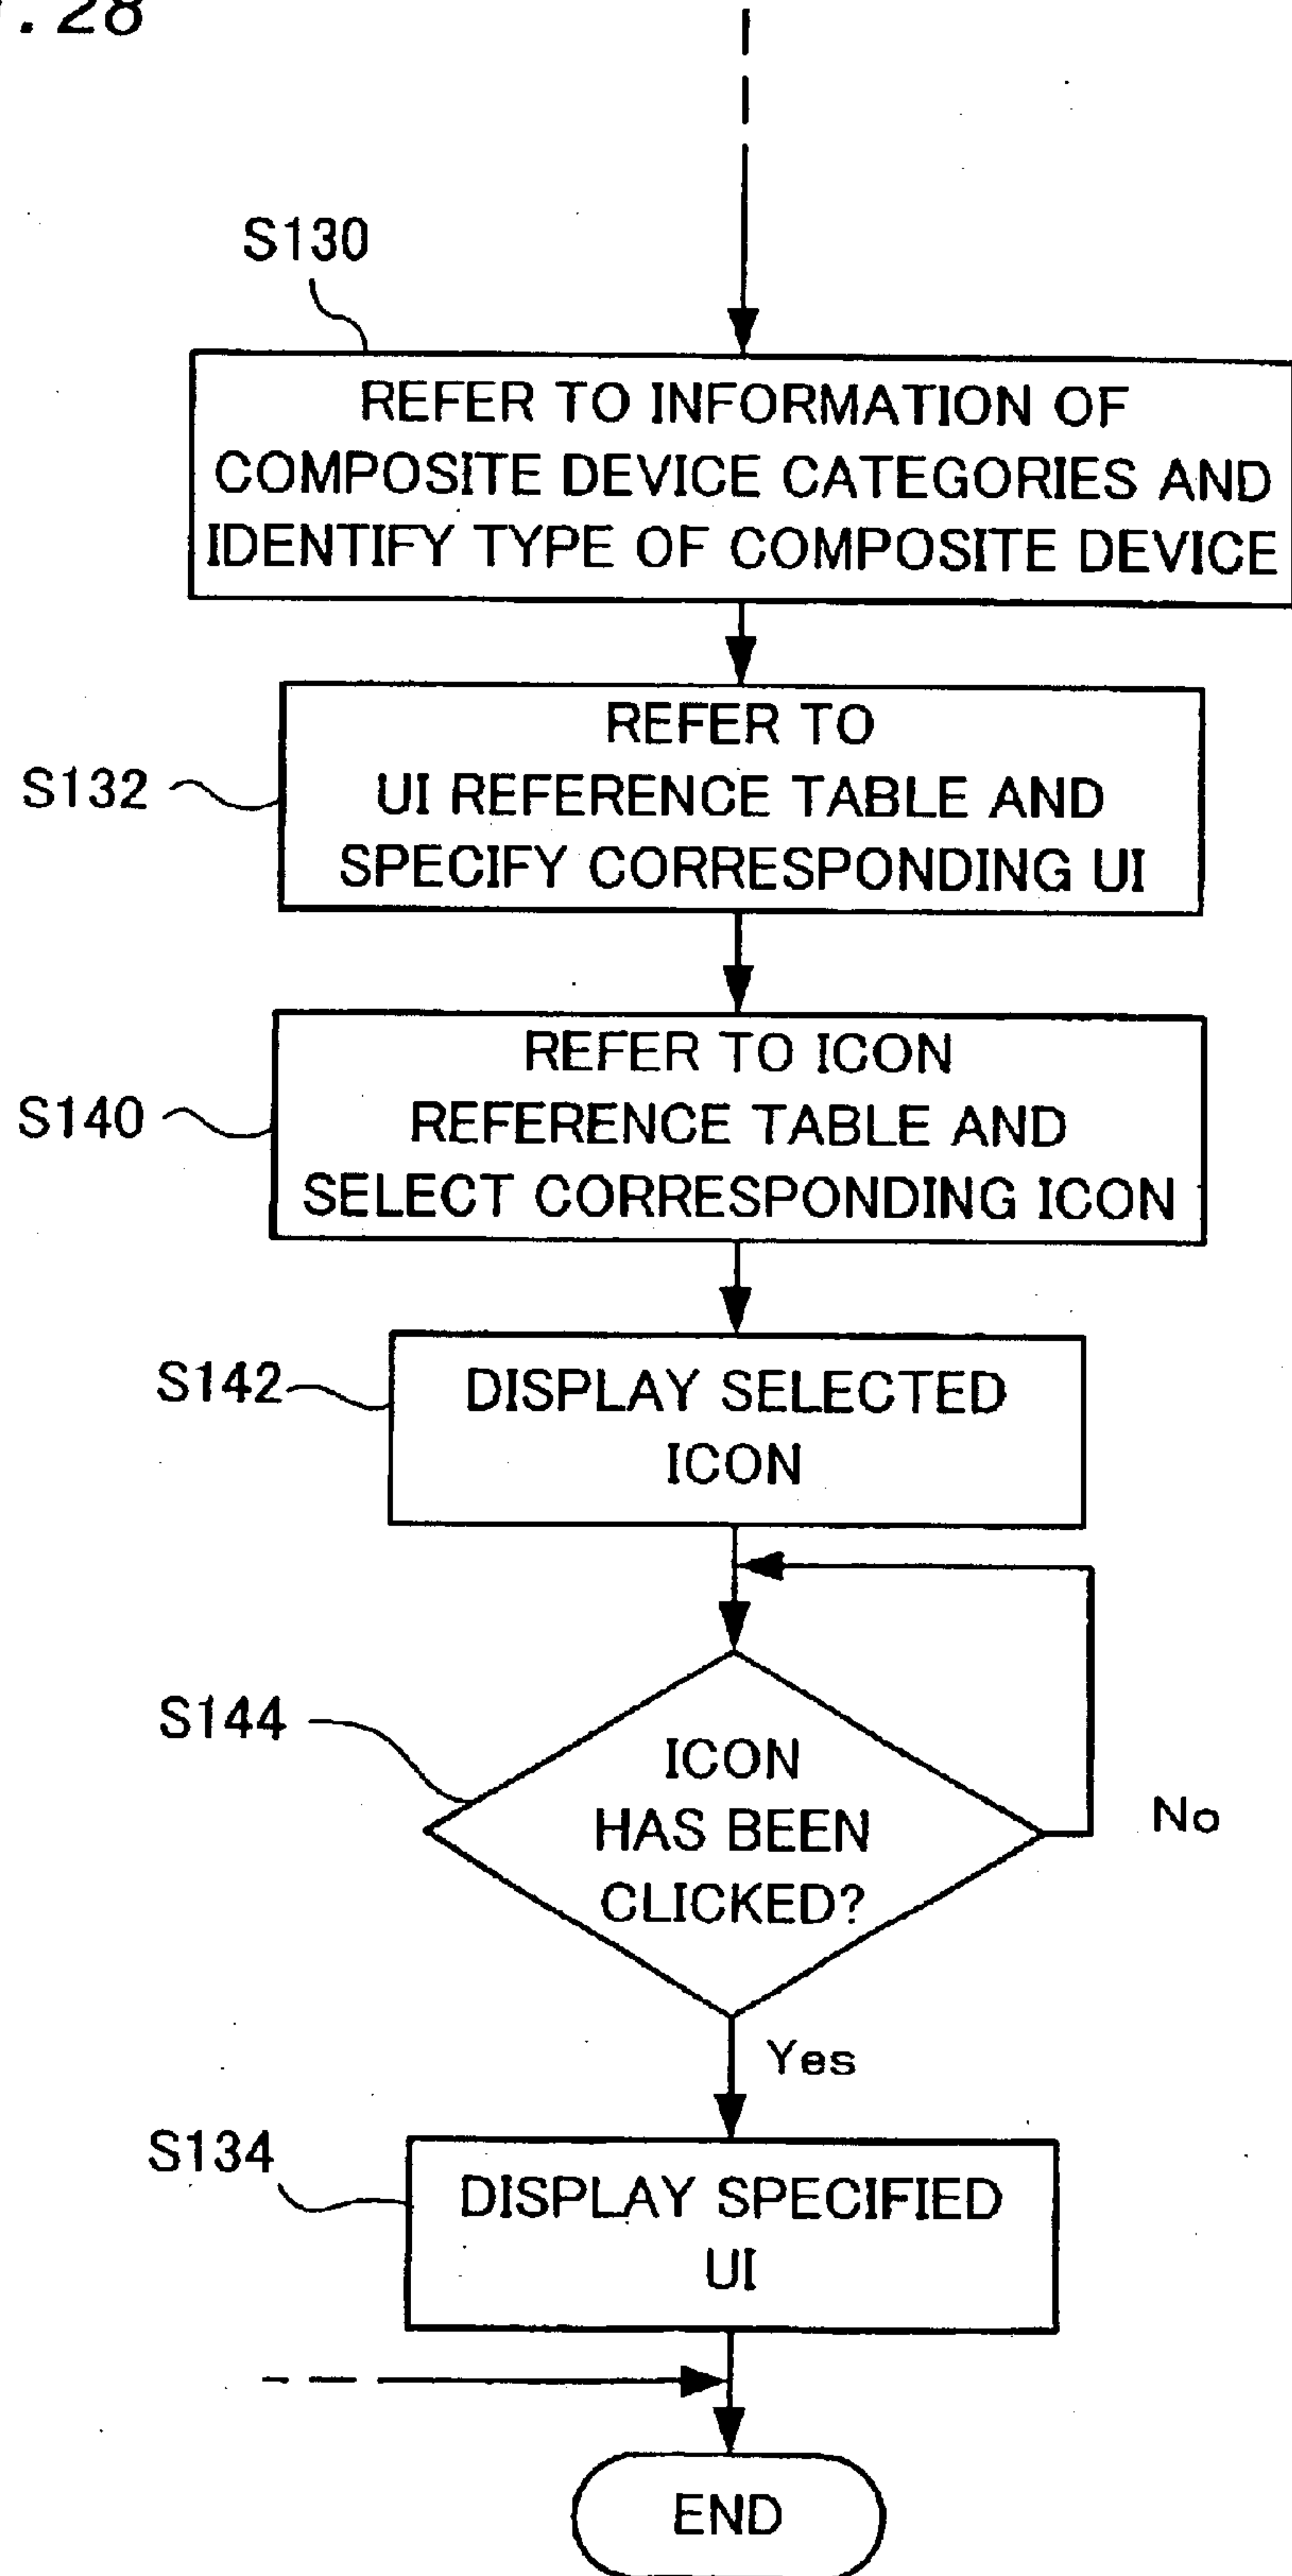 .28
S130
REFER TO INFORMATION OF
COMPOSITE DEVICE CATEGORIES AND
IDENTIFY TYPE OF COMPOSITE DEVICE
S132
REFER TO
UI REFERENCE TABLE AND
SPECIFY CORRESPONDING UI
S140
REFER TO ICON
REFERENCE TABLE AND
SELECT CORRESPONDING ICON
S142
DISPLAY SELECTED
ICON
S144
ICON
HAS BEEN
CLICKED?
No
Yes
S134
DISPLAY SPECIFIED
UI
END